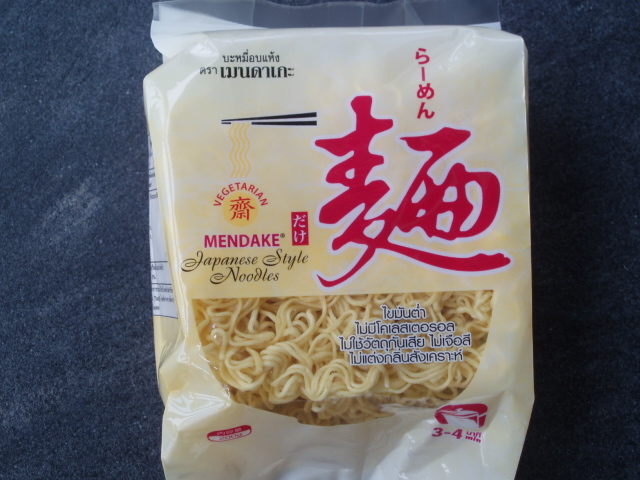 บะหมี่อบแห้ง
ตรา เมนดาเกะ
らーめん
麺
VEGETARIAN
齋
MENDAKE®
だけ
Japanese Style
Noodles
ไขมันต่ำ
ไม่มีโคเลสเตอรอล
ไม่ใช้วัตถุกันเสีย ไม่เจือสี
ไม่แต่งกลิ่นสังเคราะห์
3-4 นาที
min